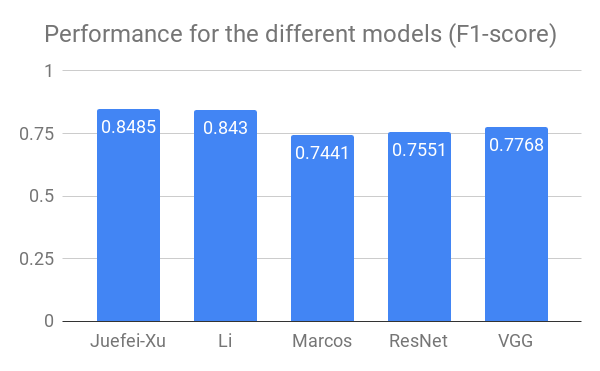 Performance for the different models (F1-score)
1
0.75
0.5
0.25
0
0.8485
0.843
0.7441
0.7551
0.7768
Juefei-Xu
Li
Marcos
ResNet
VGG